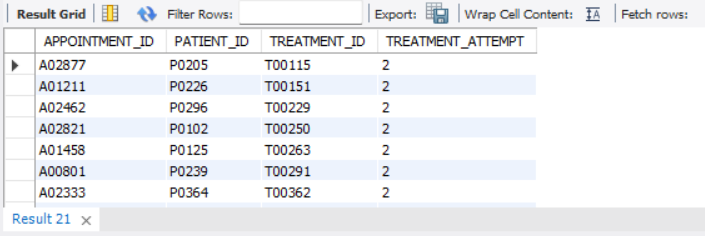 Result Grid Filter Rows: Export: Wrap Cell Content: IA Fetch rows:
APPOINTMENT_ID PATIENT_ID TREATMENT_ID TREATMENT_ATTEMPT
A02877 P0205 T00115 2
A01211 P0226 T00151 2
A02462 P0296 T00229 2
A02821 P0102 T00250 2
A01458 P0125 T00263 2
A00801 P0239 T00291 2
A02333 P0364 T00362 2
Result 21